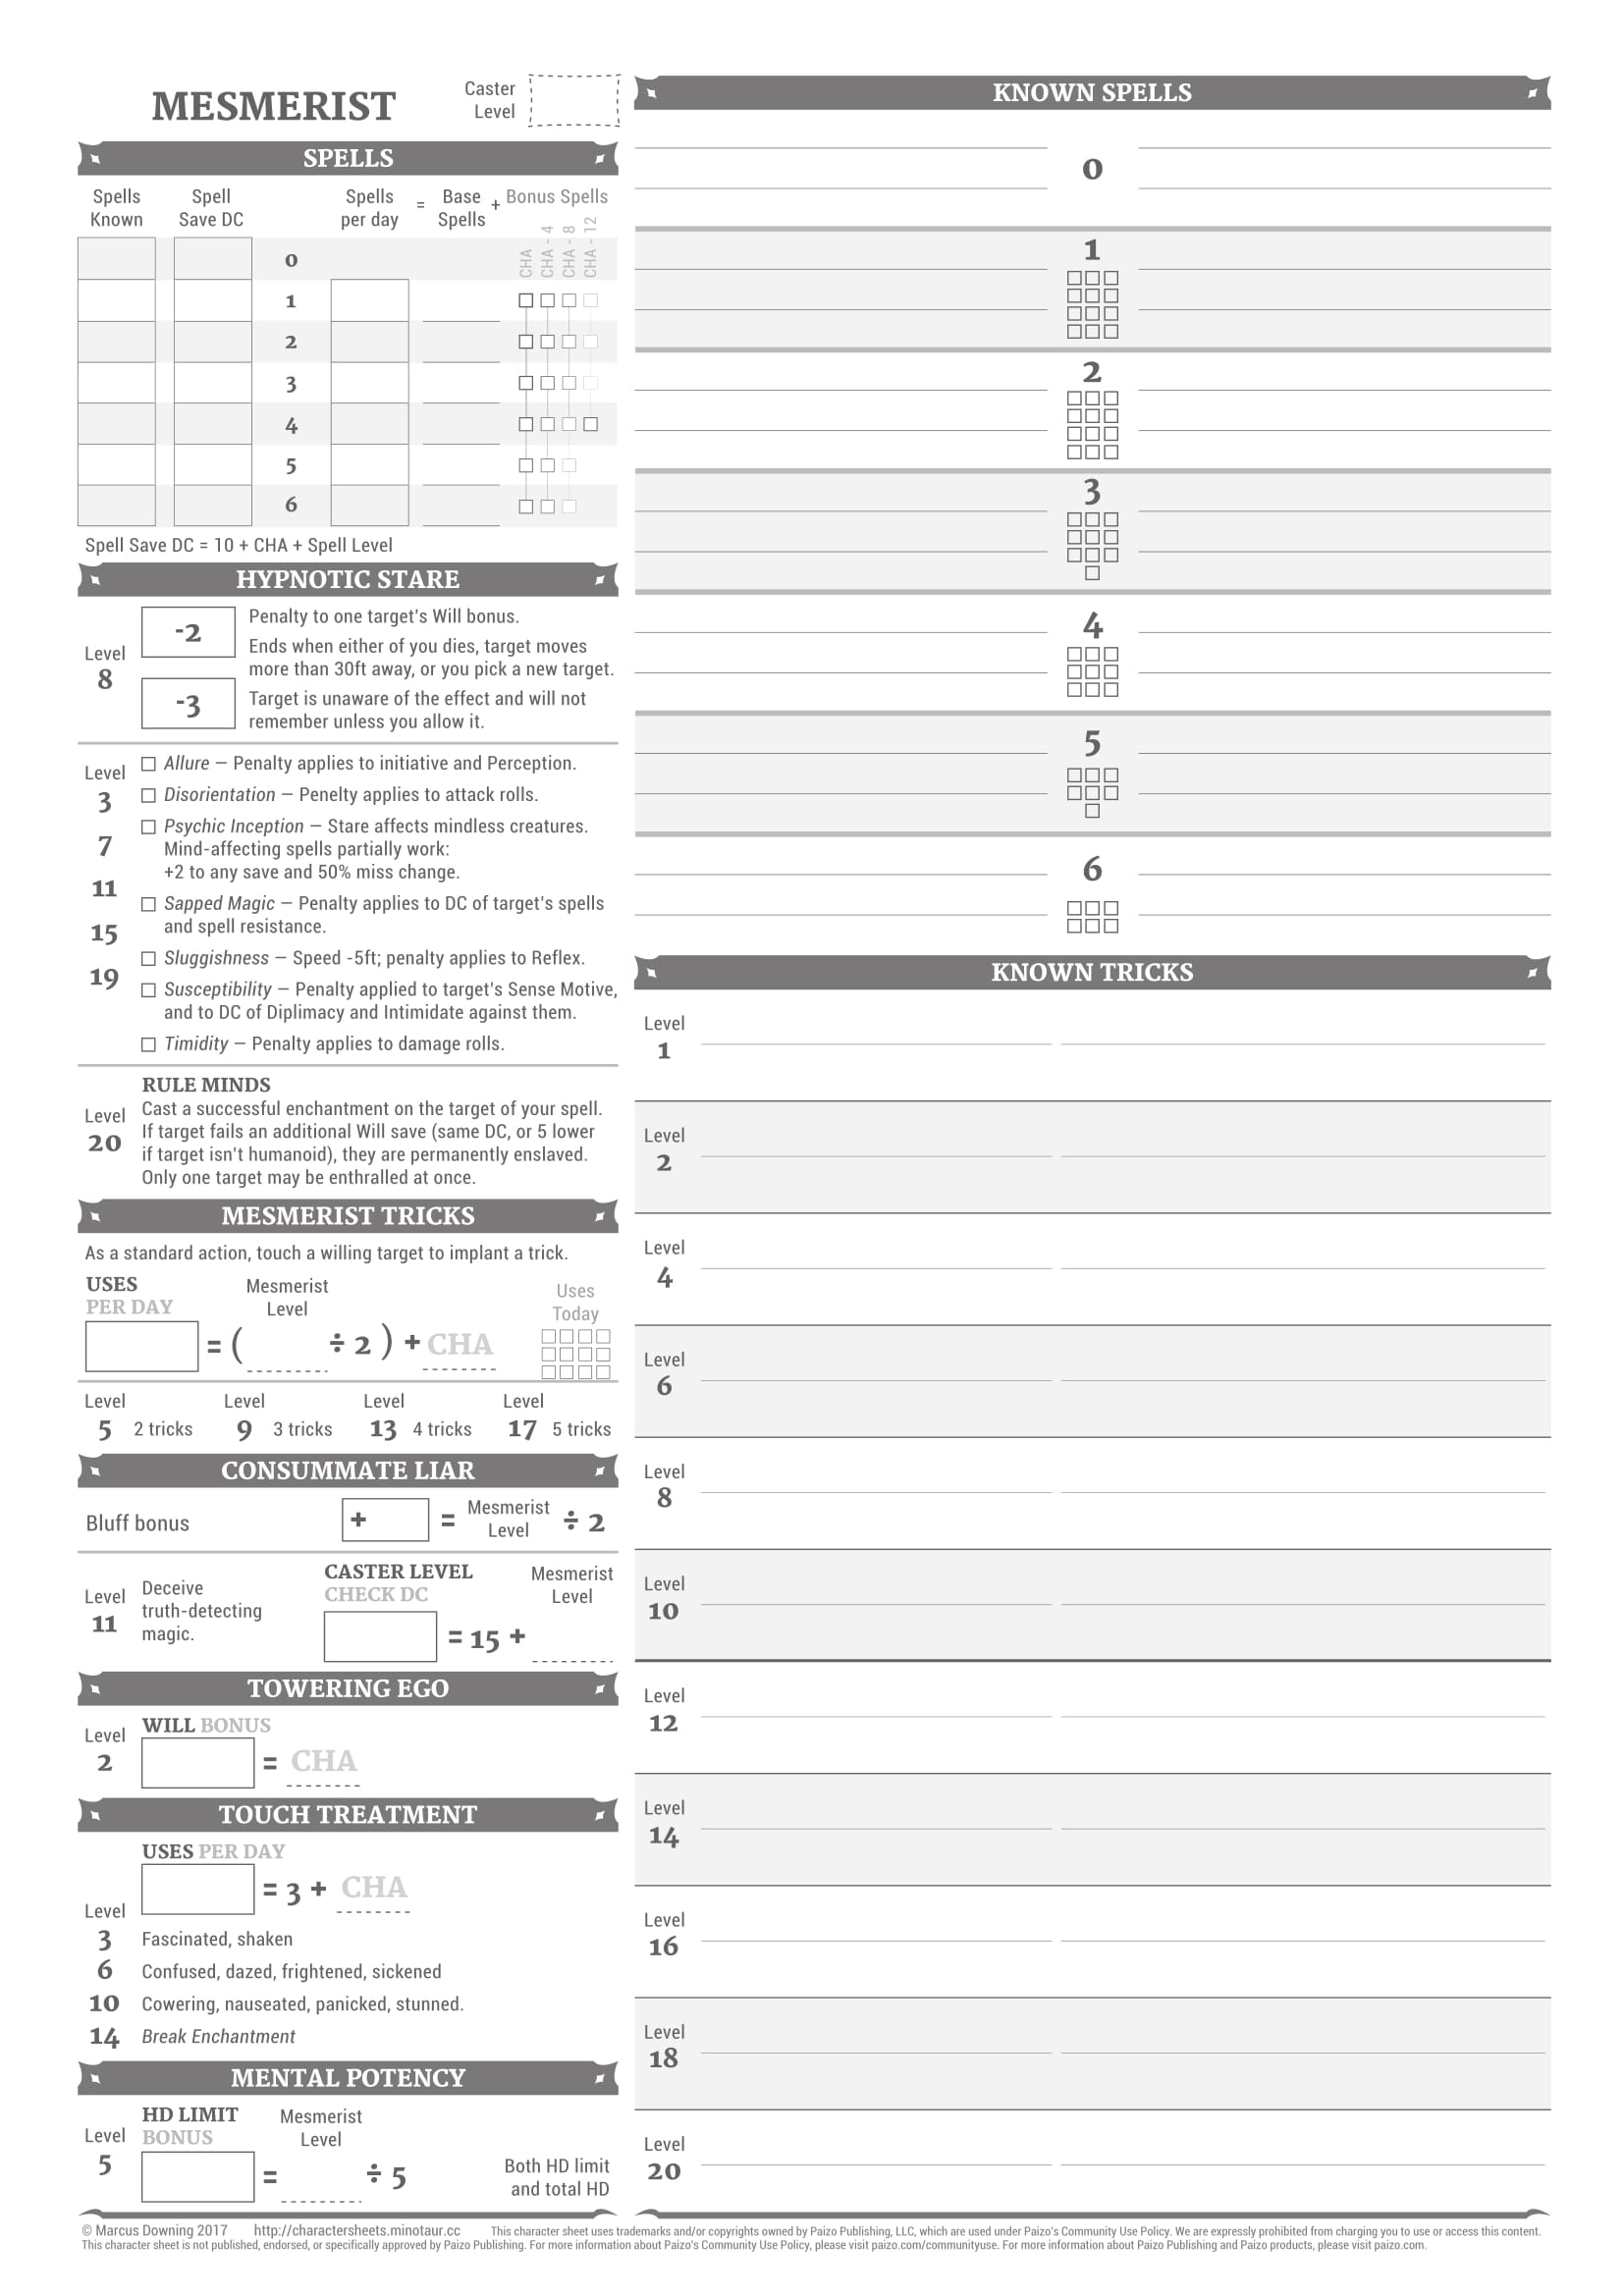 MESMERIST
Caster
Level
SPELLS
Spells
Known
Spell
Save DC
Spells
per day
=
Base
Spells
+
Bonus Spells
CHA
CHA - 4
CHA - 8
CHA - 12
0
1
2
3
4
5
6
Spell Save DC = 10 + CHA + Spell Level
HYPNOTIC STARE
-2
Penalty to one target's Will bonus.
Ends when either of you dies, target moves
more than 30ft away, or you pick a new target.
Level
8
-3
Target is unaware of the effect and will not
remember unless you allow it.
Level
3
7
11
15
19
Allure — Penalty applies to initiative and Perception.
Disorientation — Penelty applies to attack rolls.
Psychic Inception — Stare affects mindless creatures.
Mind-affecting spells partially work:
+2 to any save and 50% miss change.
Sapped Magic — Penalty applies to DC of target's spells
and spell resistance.
Sluggishness — Speed -5ft; penalty applies to Reflex.
Susceptibility — Penalty applied to target's Sense Motive,
and to DC of Diplimacy and Intimidate against them.
Timidity — Penalty applies to damage rolls.
RULE MINDS
Level
20
Cast a successful enchantment on the target of your spell.
If target fails an additional Will save (same DC, or 5 lower
if target isn't humanoid), they are permanently enslaved.
Only one target may be enthralled at once.
MESMERIST TRICKS
As a standard action, touch a willing target to implant a trick.
USES
PER DAY
Mesmerist
Level
= ( ÷ 2 ) + CHA
Uses
Today
Level
5 2 tricks
Level
9 3 tricks
Level
13 4 tricks
Level
17 5 tricks
CONSUMMATE LIAR
Bluff bonus
+
=
Mesmerist
Level
÷ 2
Level
11
Deceive
truth-detecting
magic.
CASTER LEVEL
CHECK DC
Mesmerist
Level
= 15 +
TOWERING EGO
Level
2
WILL BONUS
= CHA
TOUCH TREATMENT
USES PER DAY
= 3 + CHA
Level
3 Fascinated, shaken
6 Confused, dazed, frightened, sickened
10 Cowering, nauseated, panicked, stunned.
14 Break Enchantment
MENTAL POTENCY
Level
5
HD LIMIT
BONUS
Mesmerist
Level
= ÷ 5
Both HD limit
and total HD
KNOWN SPELLS
0
1
2
3
4
5
6
KNOWN TRICKS
Level
1
Level
2
Level
4
Level
6
Level
8
Level
10
Level
12
Level
14
Level
16
Level
18
Level
20
© Marcus Downing 2017 http://charactersheets.minotaur.cc This character sheet uses trademarks and/or copyrights owned by Paizo Publishing, LLC, which are used under Paizo's Community Use Policy. We are expressly prohibited from charging you to use or access this content.
This character sheet is not published, endorsed, or specifically approved by Paizo Publishing. For more information about Paizo's Community Use Policy, please visit paizo.com/communityuse. For more information about Paizo Publishing and Paizo products, please visit paizo.com.